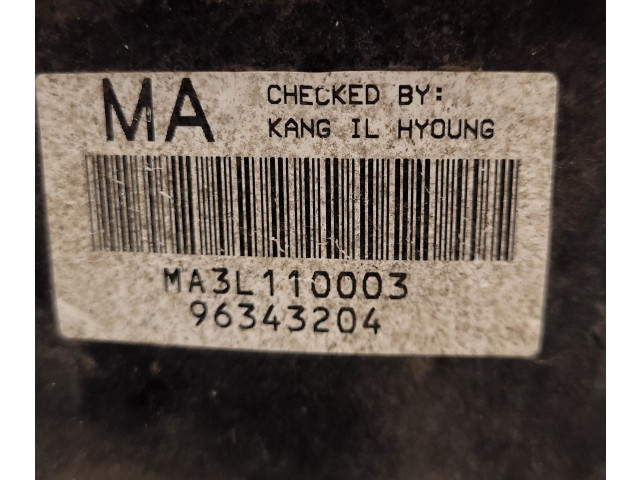 MA
CHECKED BY:
KANG IL HYOUNG
MA3L110003
96343204